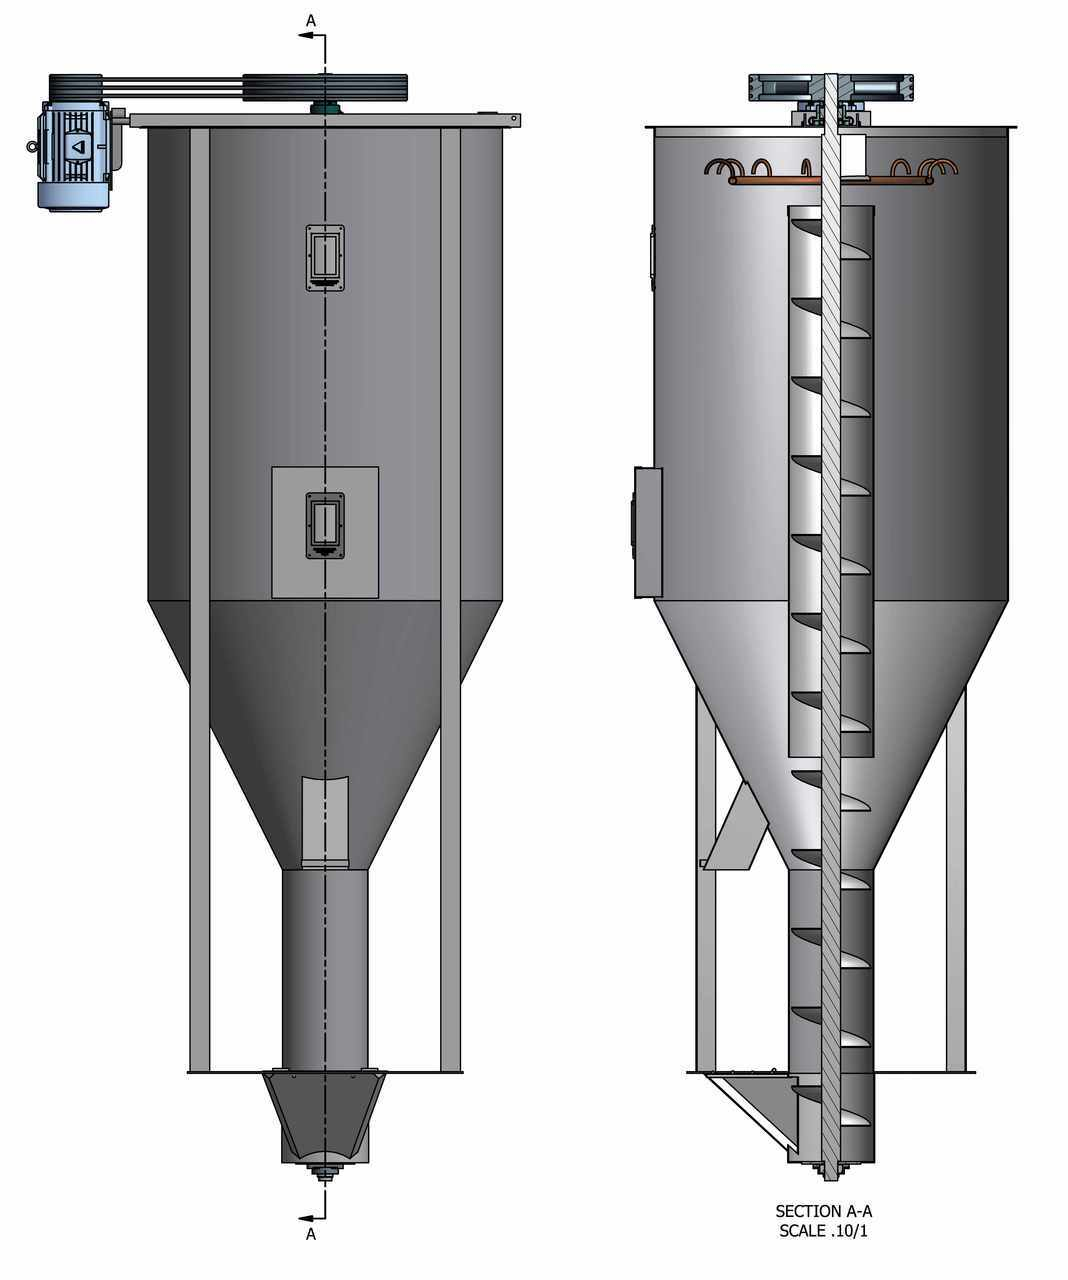 A
A
SECTION A-A
SCALE .10/1